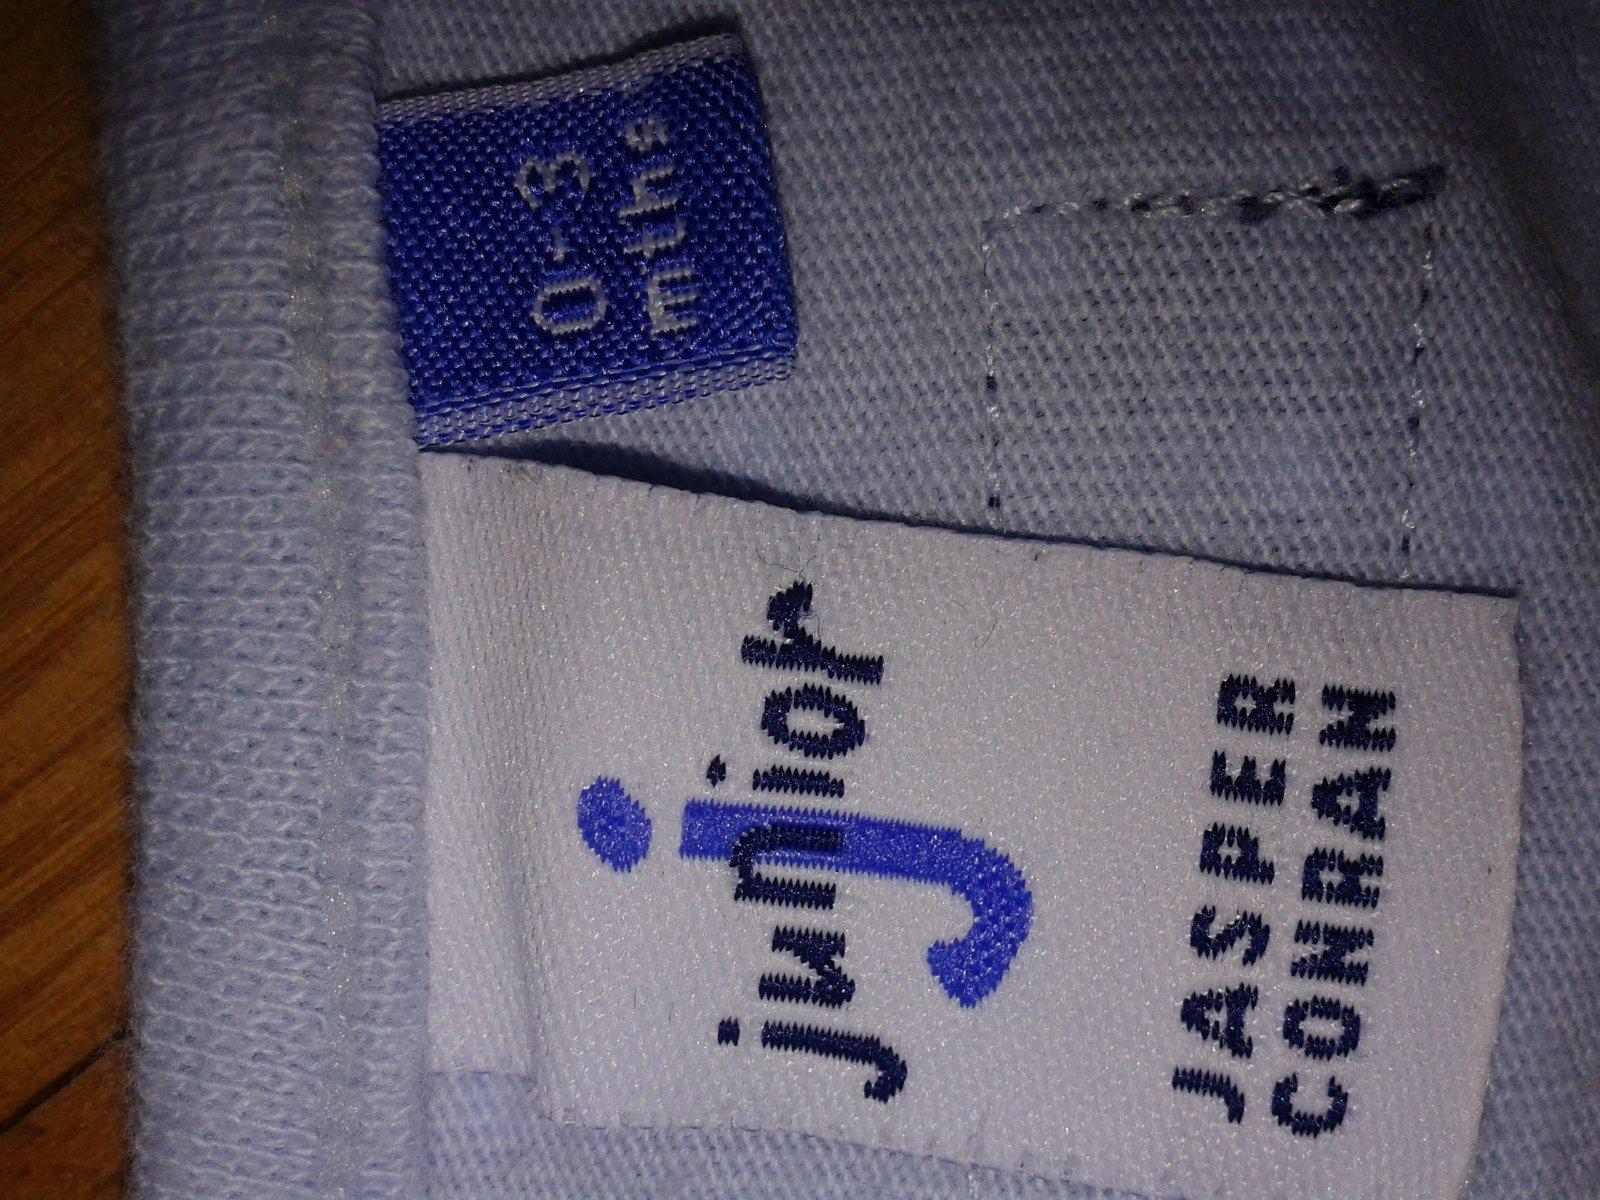 0-3
mths
junior
j
JASPER
CONRAN